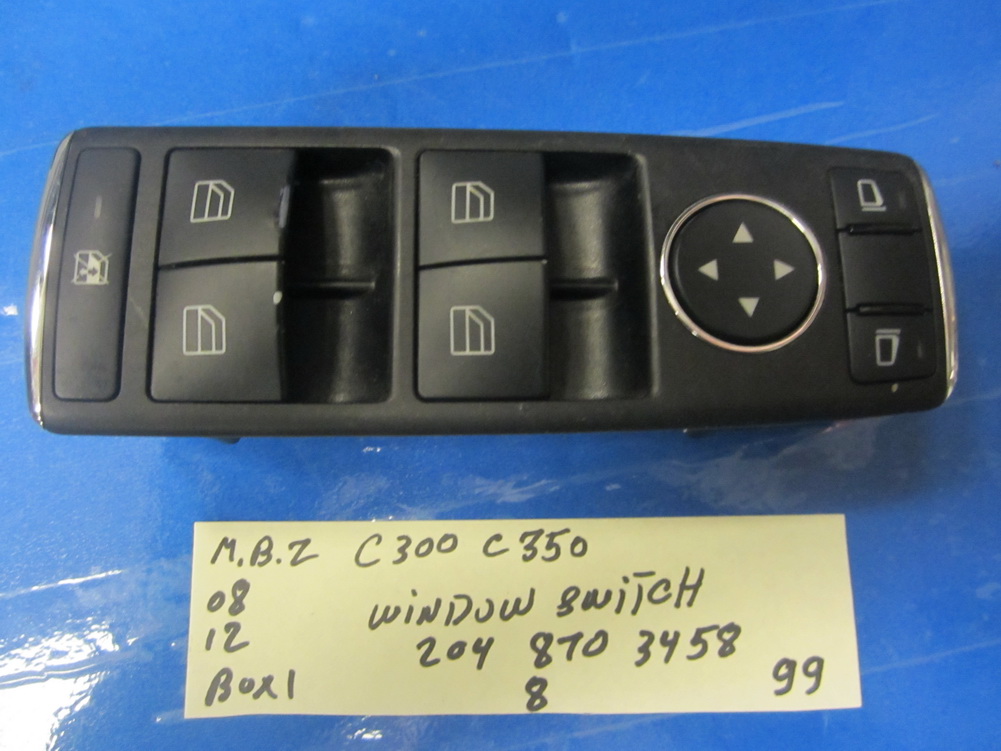 M.B.Z C300 C350
08
WINDOW SWITCH
12 204 870 3458
BOX1 8 99